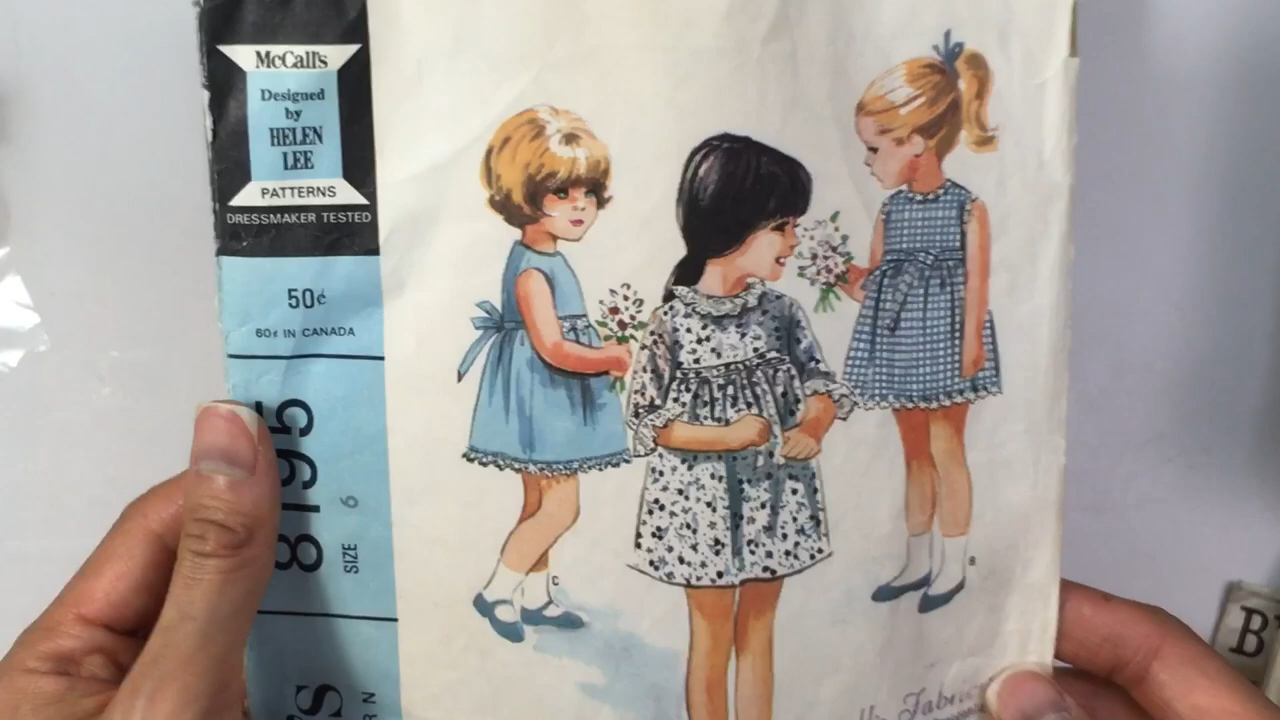 McCall's
Designed
by
HELEN
LEE
PATTERNS
DRESSMAKER TESTED
50¢
60¢ IN CANADA
8195
SIZE 6
C
B
B